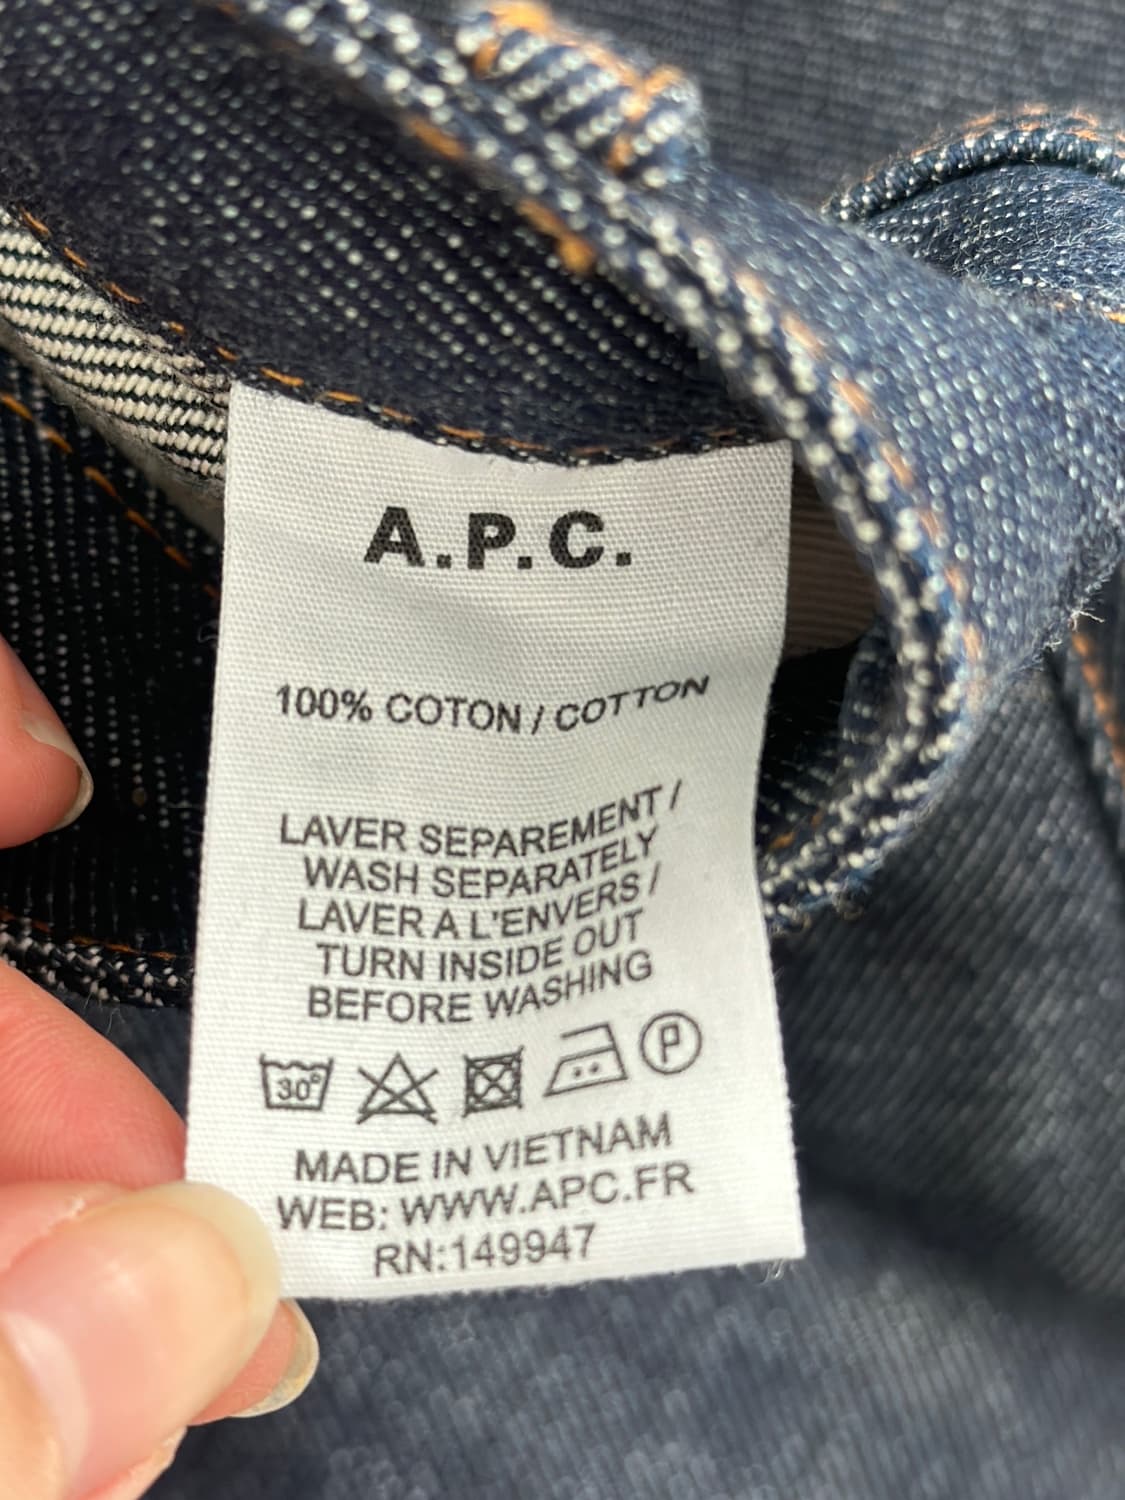 A.P.C.
100% COTON / COTTON
LAVER SEPAREMENT /
WASH SEPARATELY
LAVER A L'ENVERS /
TURN INSIDE OUT
BEFORE WASHING
30° P
MADE IN VIETNAM
WEB: WWW.APC.FR
RN:149947